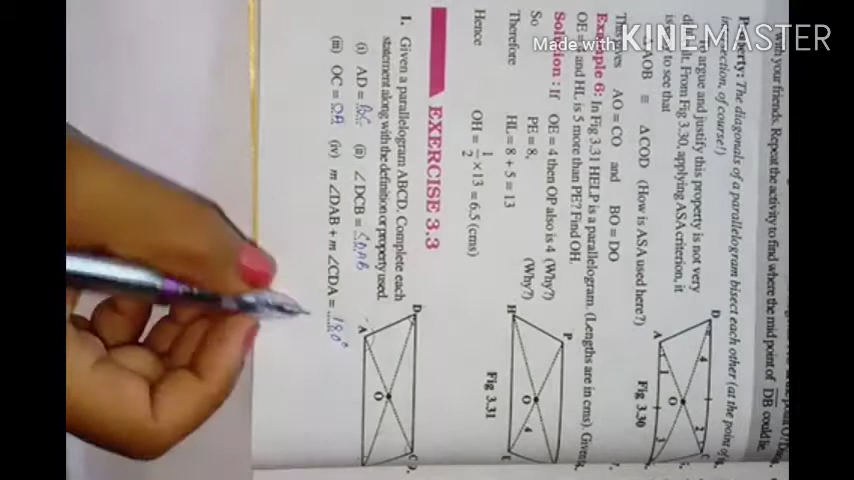 with your friends. Repeat the activity to find where the mid point of DB could lie.
Property: The diagonals of a parallelogram bisect each other (at the point of
intersection, of course!)
To argue and justify this property is not very
From Fig 3.30, applying ASA criterion, it
is to see that
AOB ≅ Δ COD (How is ASA used here?)
AO = CO and BO = DO
D
C
A
O
4
2
1
3
Fig 3.30
Example 6: In Fig 3.31 HELP is a parallelogram. (Lengths are in cms). Given
OE = and HL is 5 more than PE? Find OH.
Solution : If OE = 4 then OP also is 4 (Why?)
So PE = 8, (Why?)
Therefore HL = 8 + 5 = 13
Hence OH = 1/2 × 13 = 6.5 (cms)
H
P
O
4
E
Fig 3.31
EXERCISE 3.3
1. Given a parallelogram ABCD. Complete each
statement along with the definition or property used.
(i) AD = BC (ii) ∠ DCB = ∠DAB
(iii) OC = OA (iv) m ∠DAB + m ∠CDA = 180°
D
C
A
O
Made with KINEMASTER